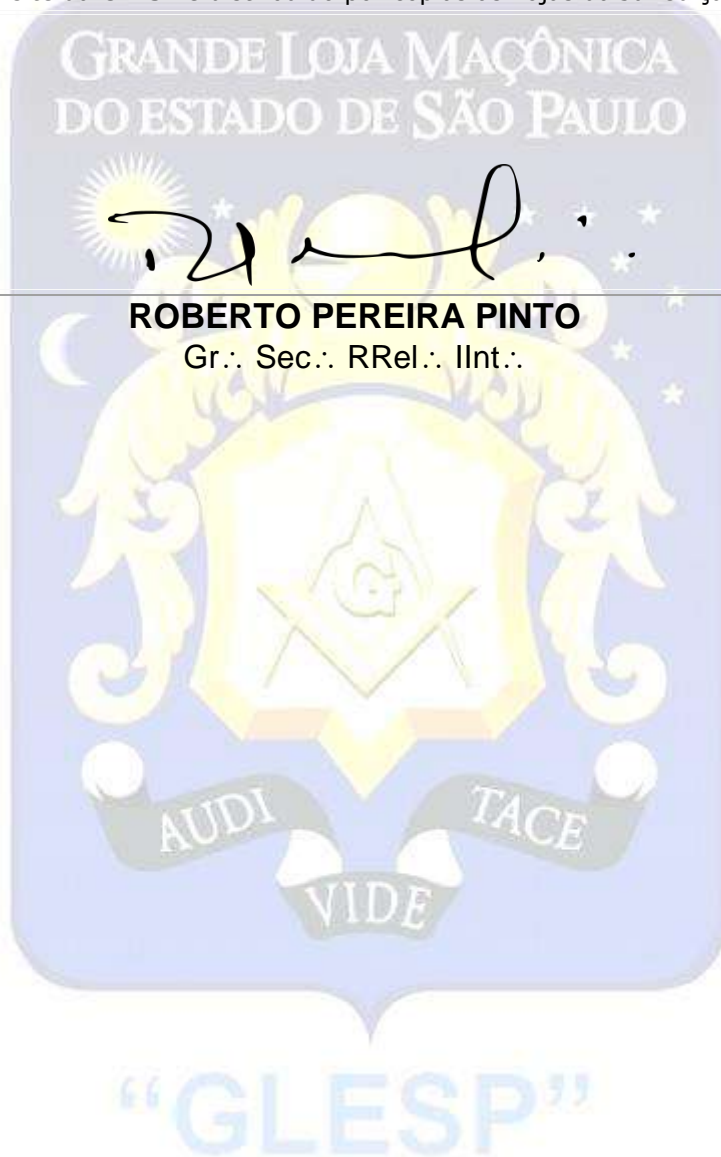 GRANDE LOJA MAÇÔNICA
DO ESTADO DE SÃO PAULO
ROBERTO PEREIRA PINTO
Gr∴ Sec∴ RRel∴ IInt∴
G
AUDI
VIDE
TACE
“GLESP”